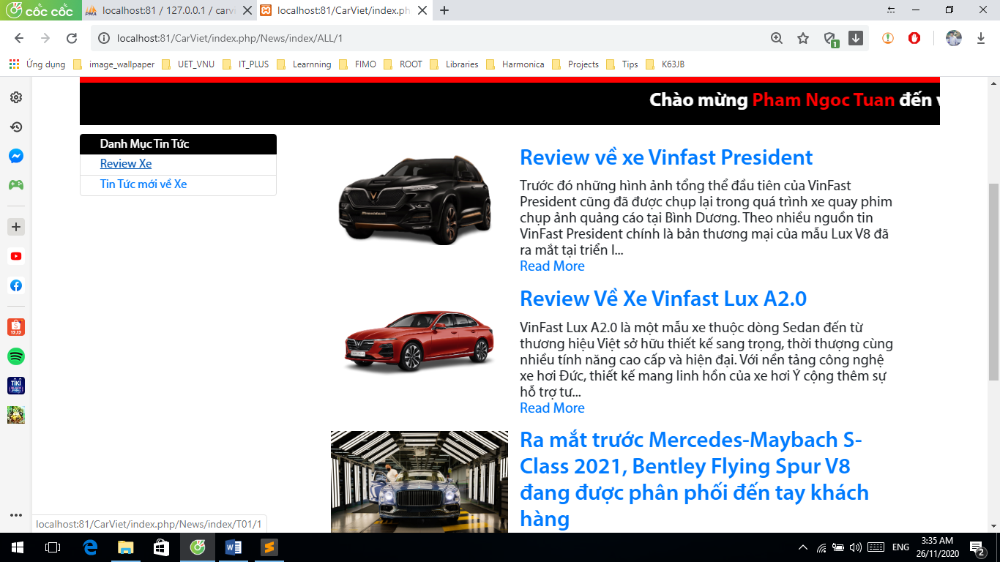 cốc cốc
localhost:81 / 127.0.0.1 / carvi
localhost:81/CarViet/index.ph
localhost:81/CarViet/index.php/News/index/ALL/1
1
Ứng dụng
image_wallpaper
UET_VNU
IT_PLUS
Learnning
FIMO
ROOT
Libraries
Harmonica
Projects
Tips
K63JB
Chào mừng Pham Ngoc Tuan đến v
Danh Mục Tin Tức
Review Xe
Tin Tức mới về Xe
President
Review về xe Vinfast President
Trước đó những hình ảnh tổng thể đầu tiên của VinFast
President cũng đã được chụp lại trong quá trình xe quay phim
chụp ảnh quảng cáo tại Bình Dương. Theo nhiều nguồn tin
VinFast President chính là bản thương mại của mẫu Lux V8 đã
ra mắt tại triển l...
Read More
Review Về Xe Vinfast Lux A2.0
VinFast Lux A2.0 là một mẫu xe thuộc dòng Sedan đến từ
thương hiệu Việt sở hữu thiết kế sang trọng, thời thượng cùng
nhiều tính năng cao cấp và hiện đại. Với nền tảng công nghệ
xe hơi Đức, thiết kế mang linh hồn của xe hơi Ý cộng thêm sự
hỗ trợ tư...
Read More
Ra mắt trước Mercedes-Maybach S-
Class 2021, Bentley Flying Spur V8
đang được phân phối đến tay khách
hàng
12.12
TIKI
localhost:81/CarViet/index.php/News/index/T01/1
ENG
3:35 AM
26/11/2020
2